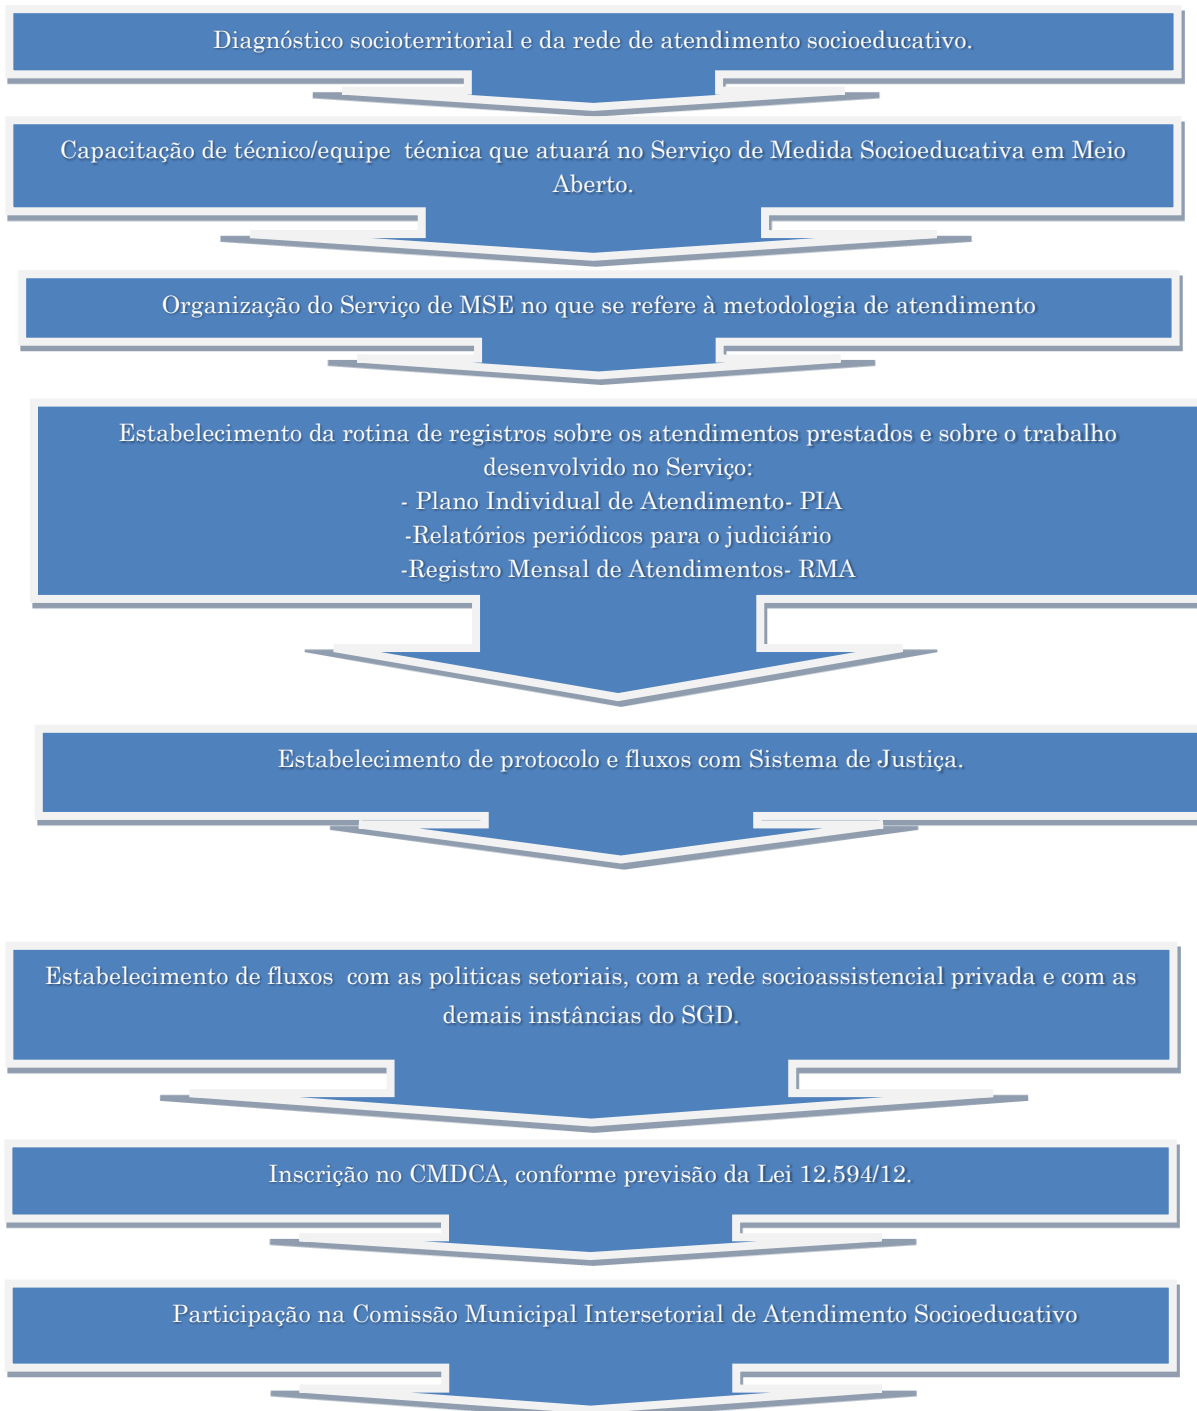 Diagnóstico socioterritorial e da rede de atendimento socioeducativo.
Capacitação de técnico/equipe técnica que atuará no Serviço de Medida Socioeducativa em Meio
Aberto.
Organização do Serviço de MSE no que se refere à metodologia de atendimento
Estabelecimento da rotina de registros sobre os atendimentos prestados e sobre o trabalho
desenvolvido no Serviço:
- Plano Individual de Atendimento- PIA
-Relatórios periódicos para o judiciário
-Registro Mensal de Atendimentos- RMA
Estabelecimento de protocolo e fluxos com Sistema de Justiça.
Estabelecimento de fluxos com as politicas setoriais, com a rede socioassistencial privada e com as
demais instâncias do SGD.
Inscrição no CMDCA, conforme previsão da Lei 12.594/12.
Participação na Comissão Municipal Intersetorial de Atendimento Socioeducativo